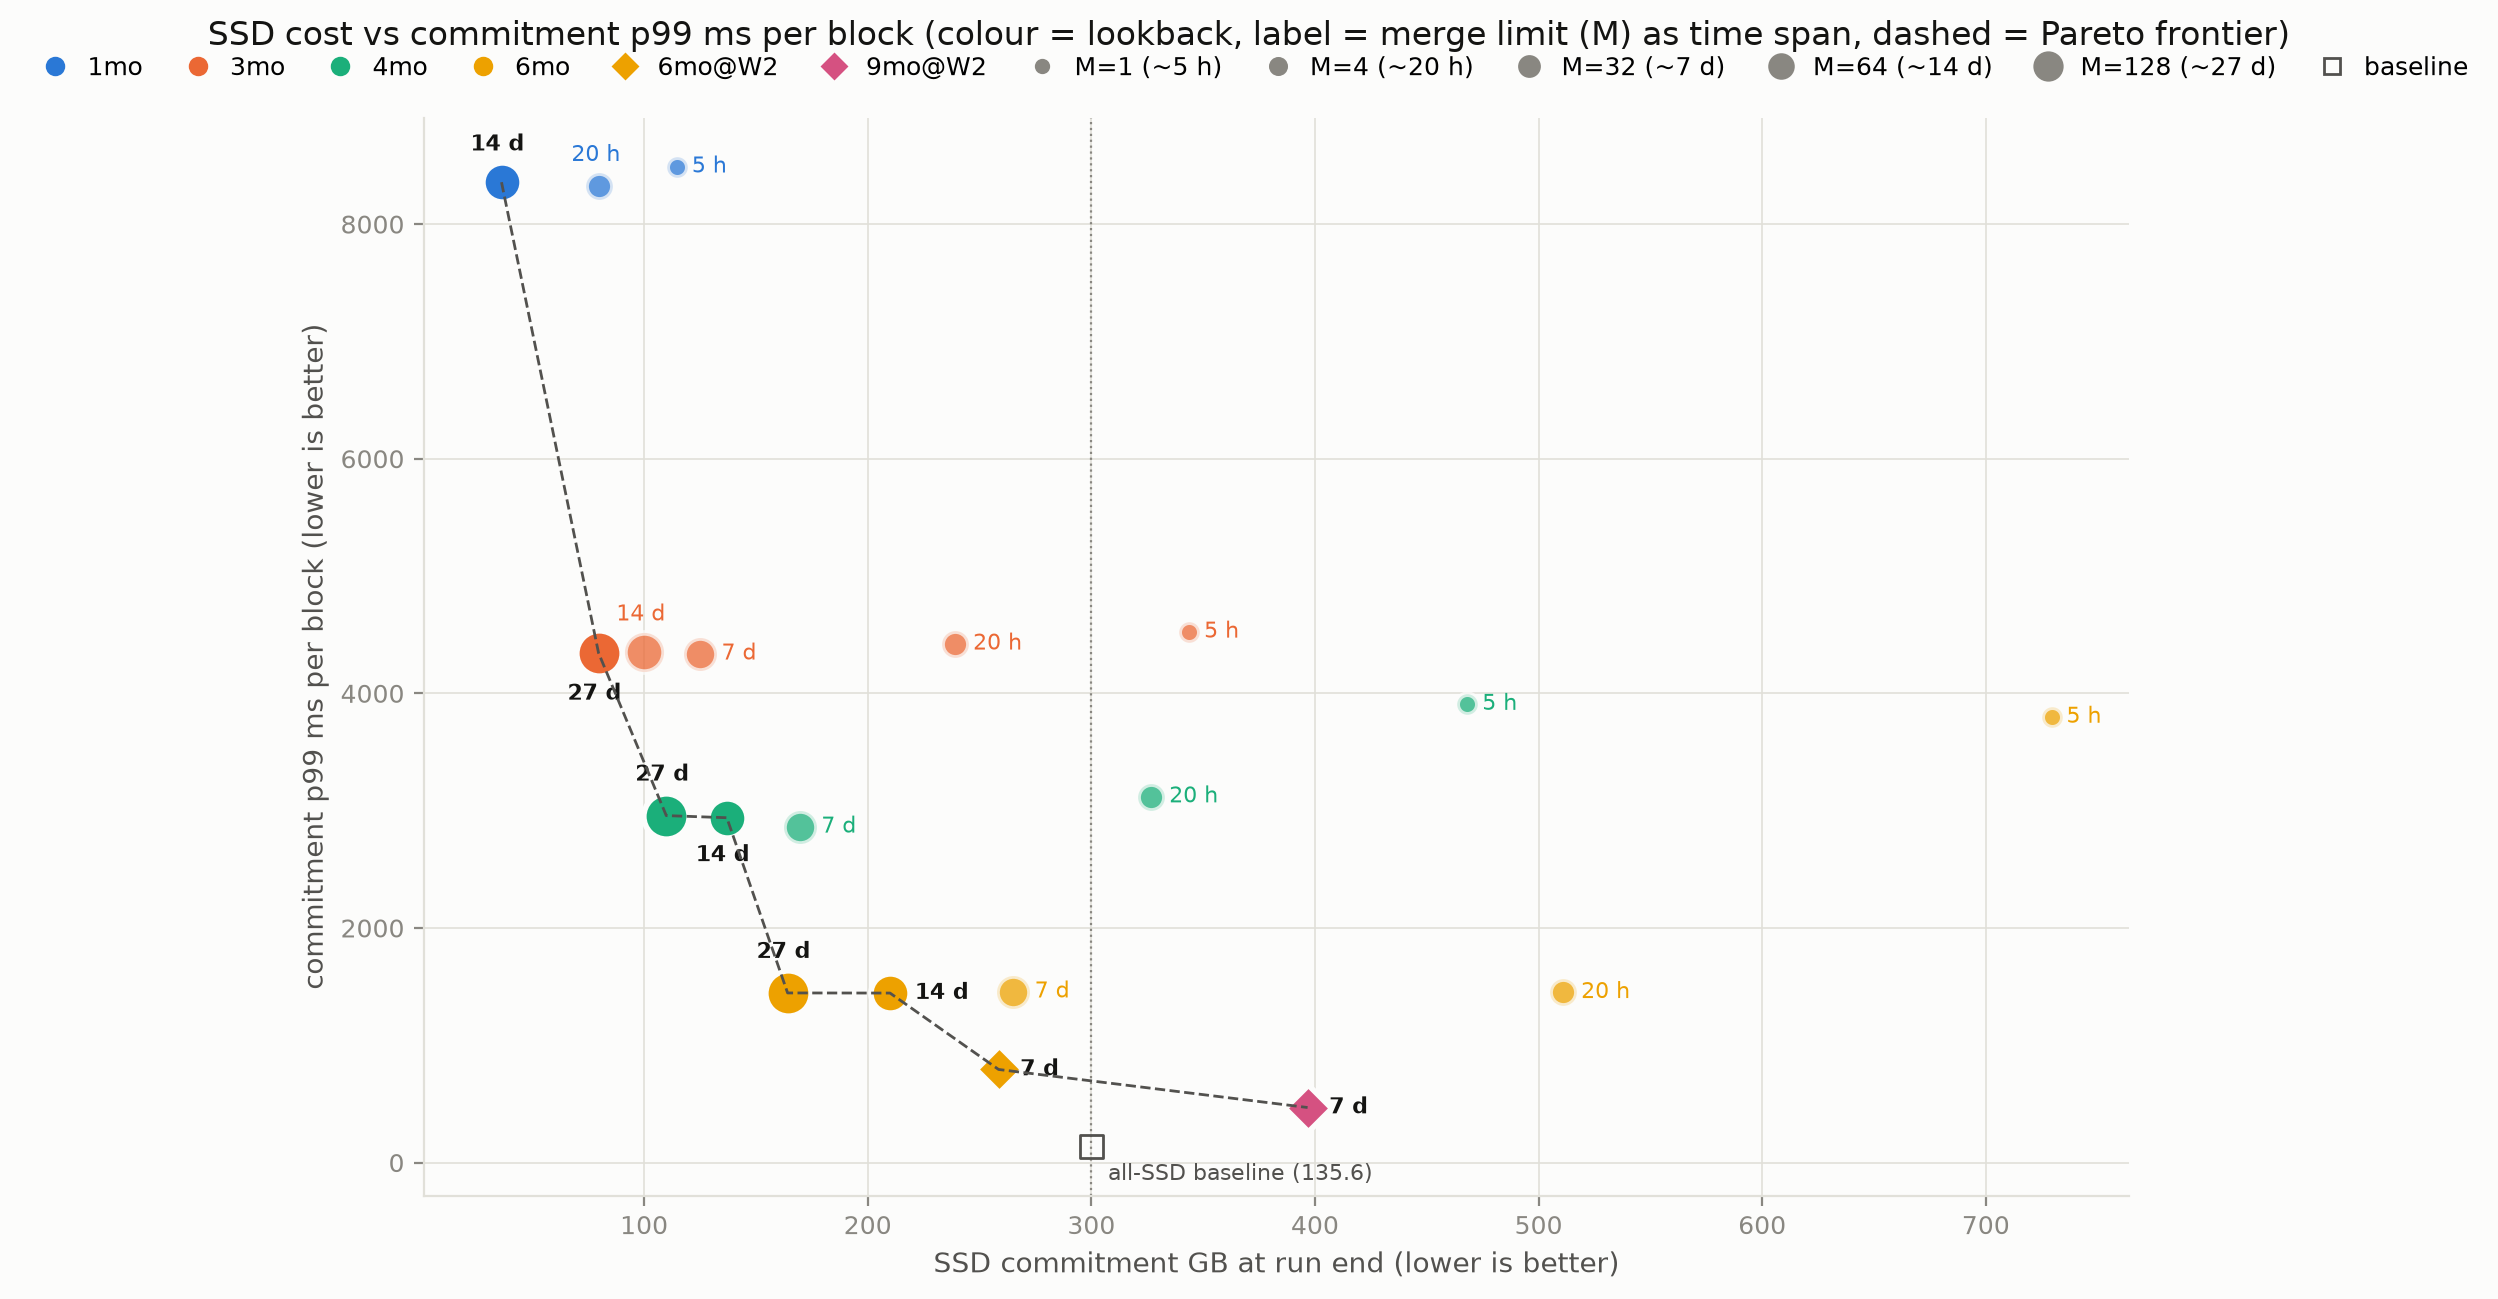 SSD cost vs commitment p99 ms per block (colour = lookback, label = merge limit (M) as time span, dashed = Pareto frontier)
1mo 3mo 4mo 6mo 6mo@W2 9mo@W2 M=1 (~5 h) M=4 (~20 h) M=32 (~7 d) M=64 (~14 d) M=128 (~27 d) baseline
14 d
20 h
5 h
8000
6000
14 d
5 h
20 h
7 d
27 d
4000
5 h
5 h
27 d
20 h
7 d
14 d
27 d
2000
14 d
7 d
20 h
7 d
7 d
0
all-SSD baseline (135.6)
100 200 300 400 500 600 700
SSD commitment GB at run end (lower is better)
commitment p99 ms per block (lower is better)